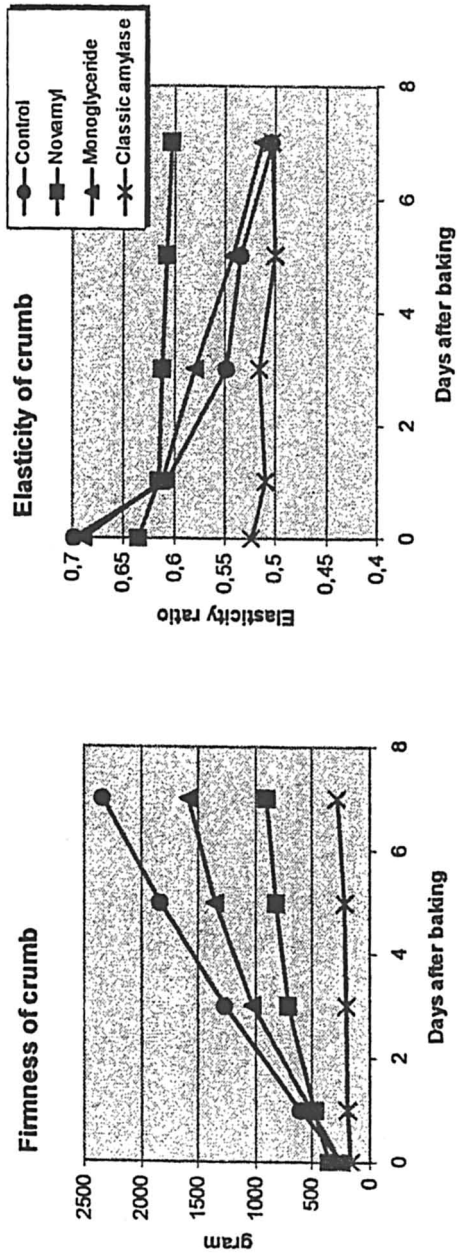 Firmness of crumb
2500
2000
1500
1000
500
0
gram
0
2
4
6
8
Days after baking
Elasticity of crumb
Control
Novamyl
Monoglyceride
Classic amylase
0,7
0,65
0,6
0,55
0,5
0,45
0,4
Elasticity ratio
0
2
4
6
8
Days after baking